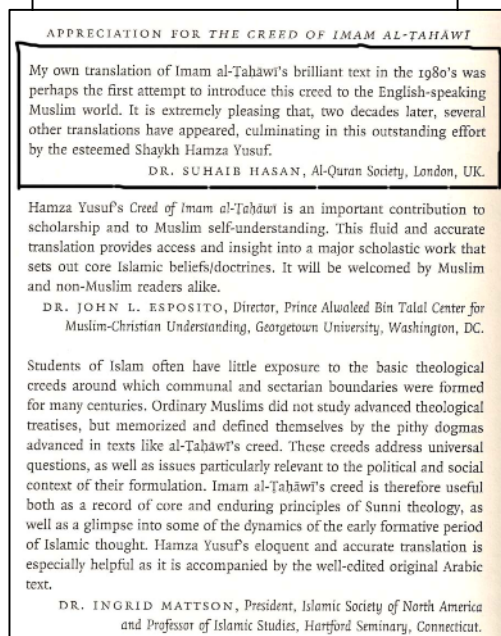 APPRECIATION FOR THE CREED OF IMAM AL-ṬAḤĀWĪ
My own translation of Imam al-Ṭaḥāwī's brilliant text in the 1980's was
perhaps the first attempt to introduce this creed to the English-speaking
Muslim world. It is extremely pleasing that, two decades later, several
other translations have appeared, culminating in this outstanding effort
by the esteemed Shaykh Hamza Yusuf.
DR. SUHAIB HASAN, Al-Quran Society, London, UK.
Hamza Yusuf's Creed of Imam al-Ṭaḥāwī is an important contribution to
scholarship and to Muslim self-understanding. This fluid and accurate
translation provides access and insight into a major scholastic work that
sets out core Islamic beliefs/doctrines. It will be welcomed by Muslim
and non-Muslim readers alike.
DR. JOHN L. ESPOSITO, Director, Prince Alwaleed Bin Talal Center for
Muslim-Christian Understanding, Georgetown University, Washington, DC.
Students of Islam often have little exposure to the basic theological
creeds around which communal and sectarian boundaries were formed
for many centuries. Ordinary Muslims did not study advanced theological
treatises, but memorized and defined themselves by the pithy dogmas
advanced in texts like al-Ṭaḥāwī's creed. These creeds address universal
questions, as well as issues particularly relevant to the political and social
context of their formulation. Imam al-Ṭaḥāwī's creed is therefore useful
both as a record of core and enduring principles of Sunni theology, as
well as a glimpse into some of the dynamics of the early formative period
of Islamic thought. Hamza Yusuf's eloquent and accurate translation is
especially helpful as it is accompanied by the well-edited original Arabic
text.
DR. INGRID MATTSON, President, Islamic Society of North America
and Professor of Islamic Studies, Hartford Seminary, Connecticut.